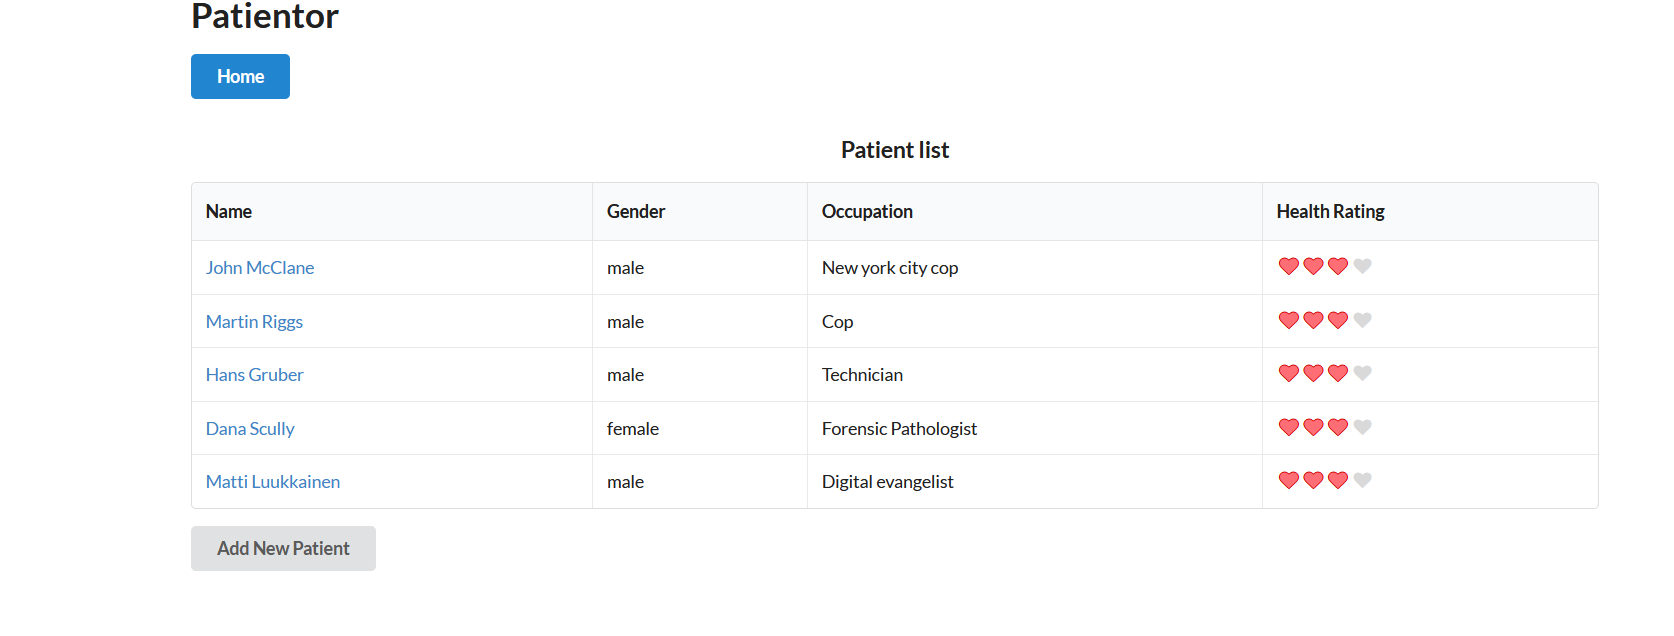 Patientor
Home
Patient list
Name Gender Occupation Health Rating
John McClane male New york city cop
Martin Riggs male Cop
Hans Gruber male Technician
Dana Scully female Forensic Pathologist
Matti Luukkainen male Digital evangelist
Add New Patient